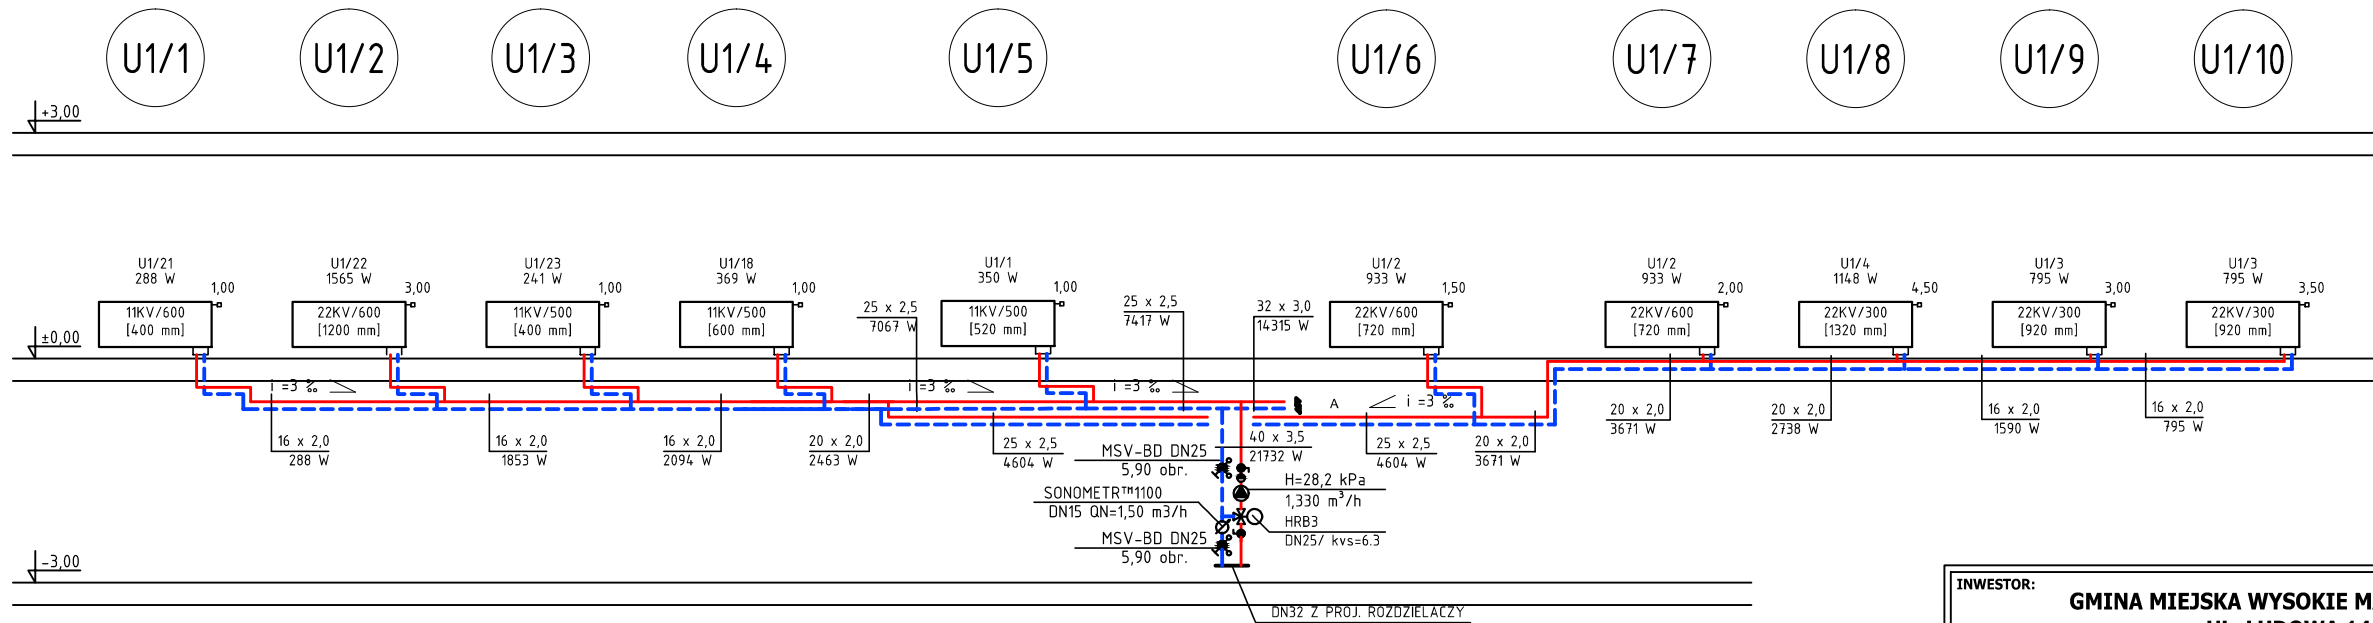 U1/1 U1/2 U1/3 U1/4 U1/5 U1/6 U1/7 U1/8 U1/9 U1/10
+3,00
U1/21
288 W
1,00
11KV/600
[400 mm]
U1/22
1565 W
3,00
22KV/600
[1200 mm]
U1/23
241 W
1,00
11KV/500
[400 mm]
U1/18
369 W
1,00
11KV/500
[600 mm]
25 x 2,5
7067 W
U1/1
350 W
1,00
11KV/500
[520 mm]
25 x 2,5
7417 W
32 x 3,0
14315 W
U1/2
933 W
1,50
22KV/600
[720 mm]
U1/2
933 W
2,00
22KV/600
[720 mm]
U1/4
1148 W
4,50
22KV/300
[1320 mm]
U1/3
795 W
3,00
22KV/300
[920 mm]
U1/3
795 W
3,50
22KV/300
[920 mm]
±0,00
i =3 ‰
i =3 ‰
i =3 ‰
A
i =3 ‰
16 x 2,0
288 W
16 x 2,0
1853 W
16 x 2,0
2094 W
20 x 2,0
2463 W
25 x 2,5
4604 W
40 x 3,5
21732 W
25 x 2,5
4604 W
20 x 2,0
3671 W
20 x 2,0
3671 W
20 x 2,0
2738 W
16 x 2,0
1590 W
16 x 2,0
795 W
MSV-BD DN25
5,90 obr.
SONOMETR™1100
DN15 QN=1,50 m3/h
MSV-BD DN25
5,90 obr.
H=28,2 kPa
1,330 m³/h
HRB3
DN25/ kvs=6.3
-3,00
DN32 Z PROJ. ROZDZIELACZY
INWESTOR:
GMINA MIEJSKA WYSOKIE